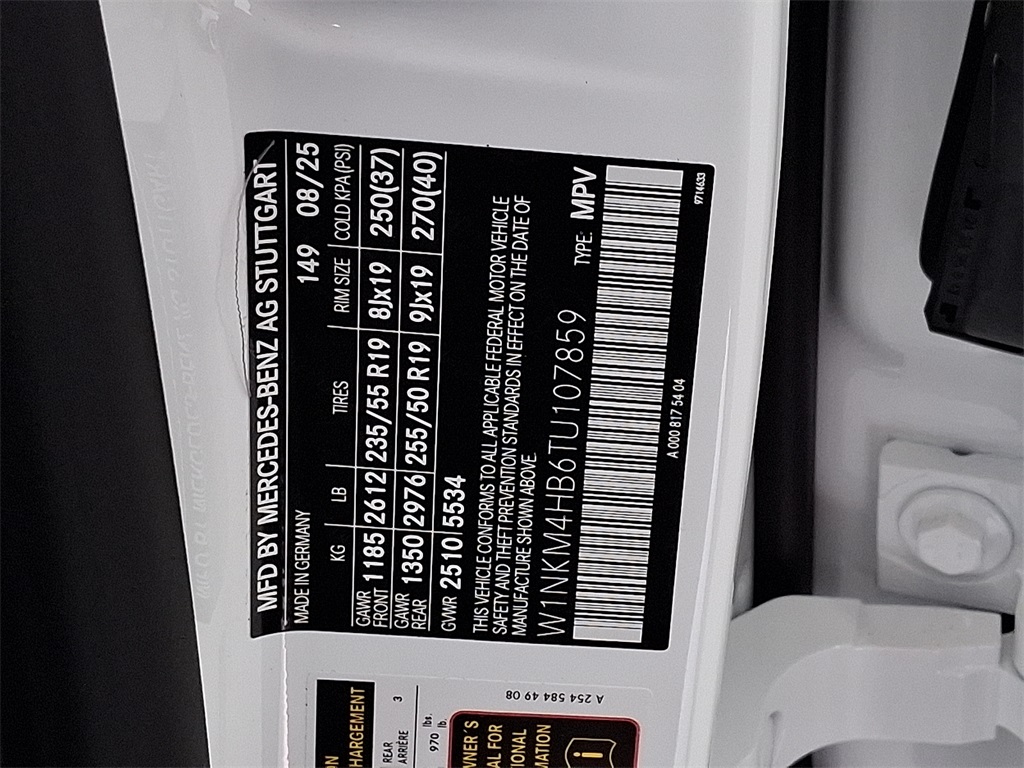 MFD BY MERCEDES-BENZ AG STUTTGART
MADE IN GERMANY 149 08/25
KG LB TIRES RIM SIZE COLD KPA(PSI)
GAWR FRONT 1185 2612 235/55 R19 8Jx19 250(37)
GAWR REAR 1350 2976 255/50 R19 9Jx19 270(40)
GVWR 2510 5534
THIS VEHICLE CONFORMS TO ALL APPLICABLE FEDERAL MOTOR VEHICLE
SAFETY AND THEFT PREVENTION STANDARDS IN EFFECT ON THE DATE OF
MANUFACTURE SHOWN ABOVE.
W1NKM4HB6TU107859 TYPE: MPV
A 000 817 54 04
9714633
HARGEMENT
REAR
ARRIÈRE 3
970 lbs.
lb.
A 254 584 49 08